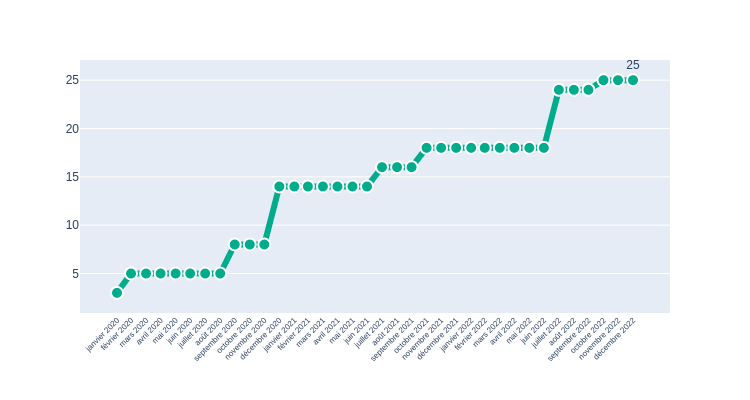 25
25
20
15
10
5
janvier 2020
février 2020
mars 2020
avril 2020
mai 2020
juin 2020
juillet 2020
août 2020
septembre 2020
octobre 2020
novembre 2020
décembre 2020
janvier 2021
février 2021
mars 2021
avril 2021
mai 2021
juin 2021
juillet 2021
août 2021
septembre 2021
octobre 2021
novembre 2021
décembre 2021
janvier 2022
février 2022
mars 2022
avril 2022
mai 2022
juin 2022
juillet 2022
août 2022
septembre 2022
octobre 2022
novembre 2022
décembre 2022